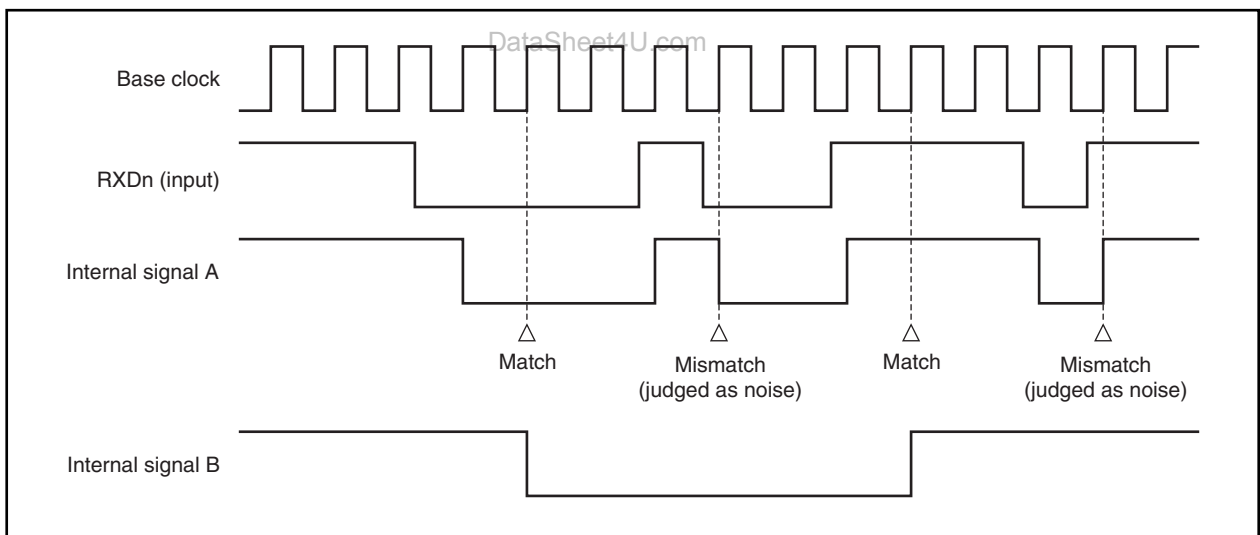 DataSheet4U.com
Base clock
RXDn (input)
Internal signal A
Match
Mismatch
(judged as noise)
Match
Mismatch
(judged as noise)
Internal signal B